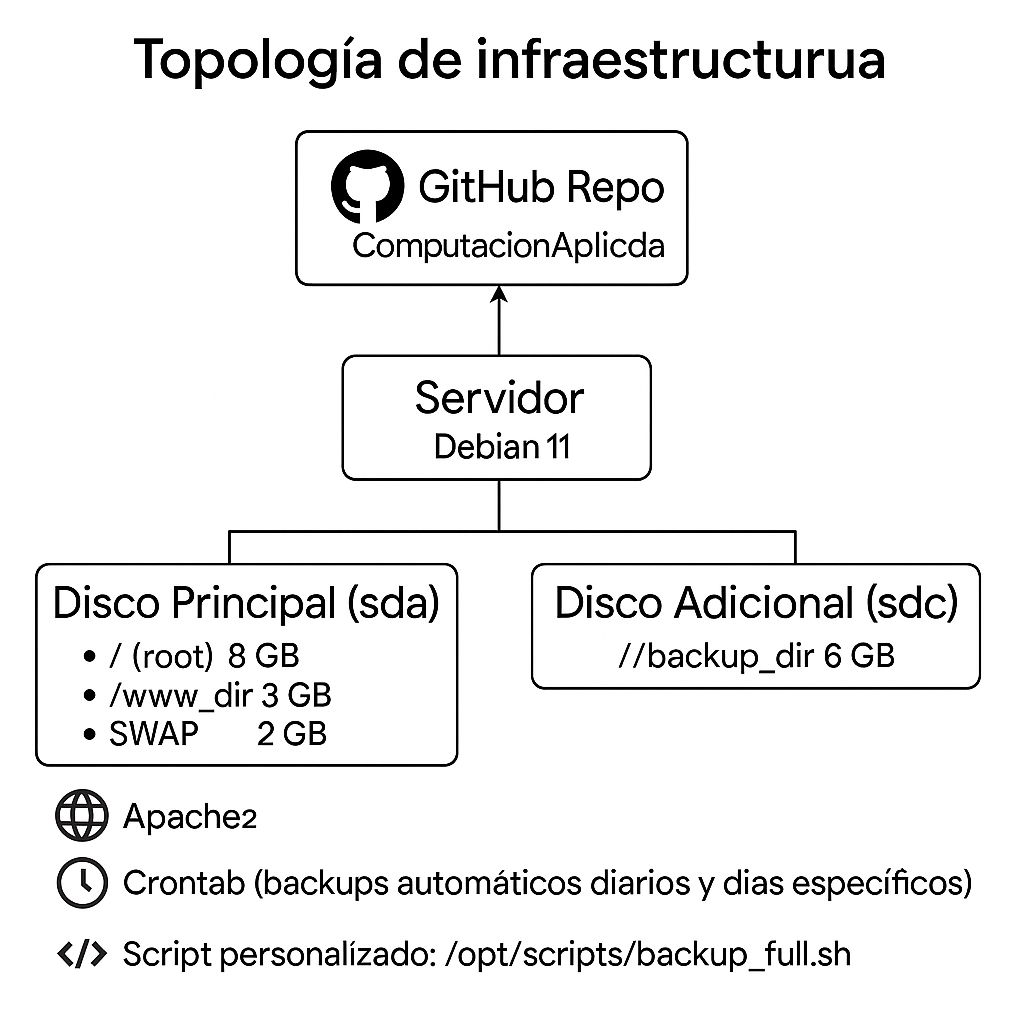 Topología de infraestructurua
GitHub Repo
ComputacionAplicda
Servidor
Debian 11
Disco Principal (sda)
• / (root) 8 GB
• /www_dir 3 GB
• SWAP 2 GB
Disco Adicional (sdc)
//backup_dir 6 GB
Apache2
Crontab (backups automáticos diarios y dias específicos)
</> Script personalízado: /opt/scripts/backup_full.sh